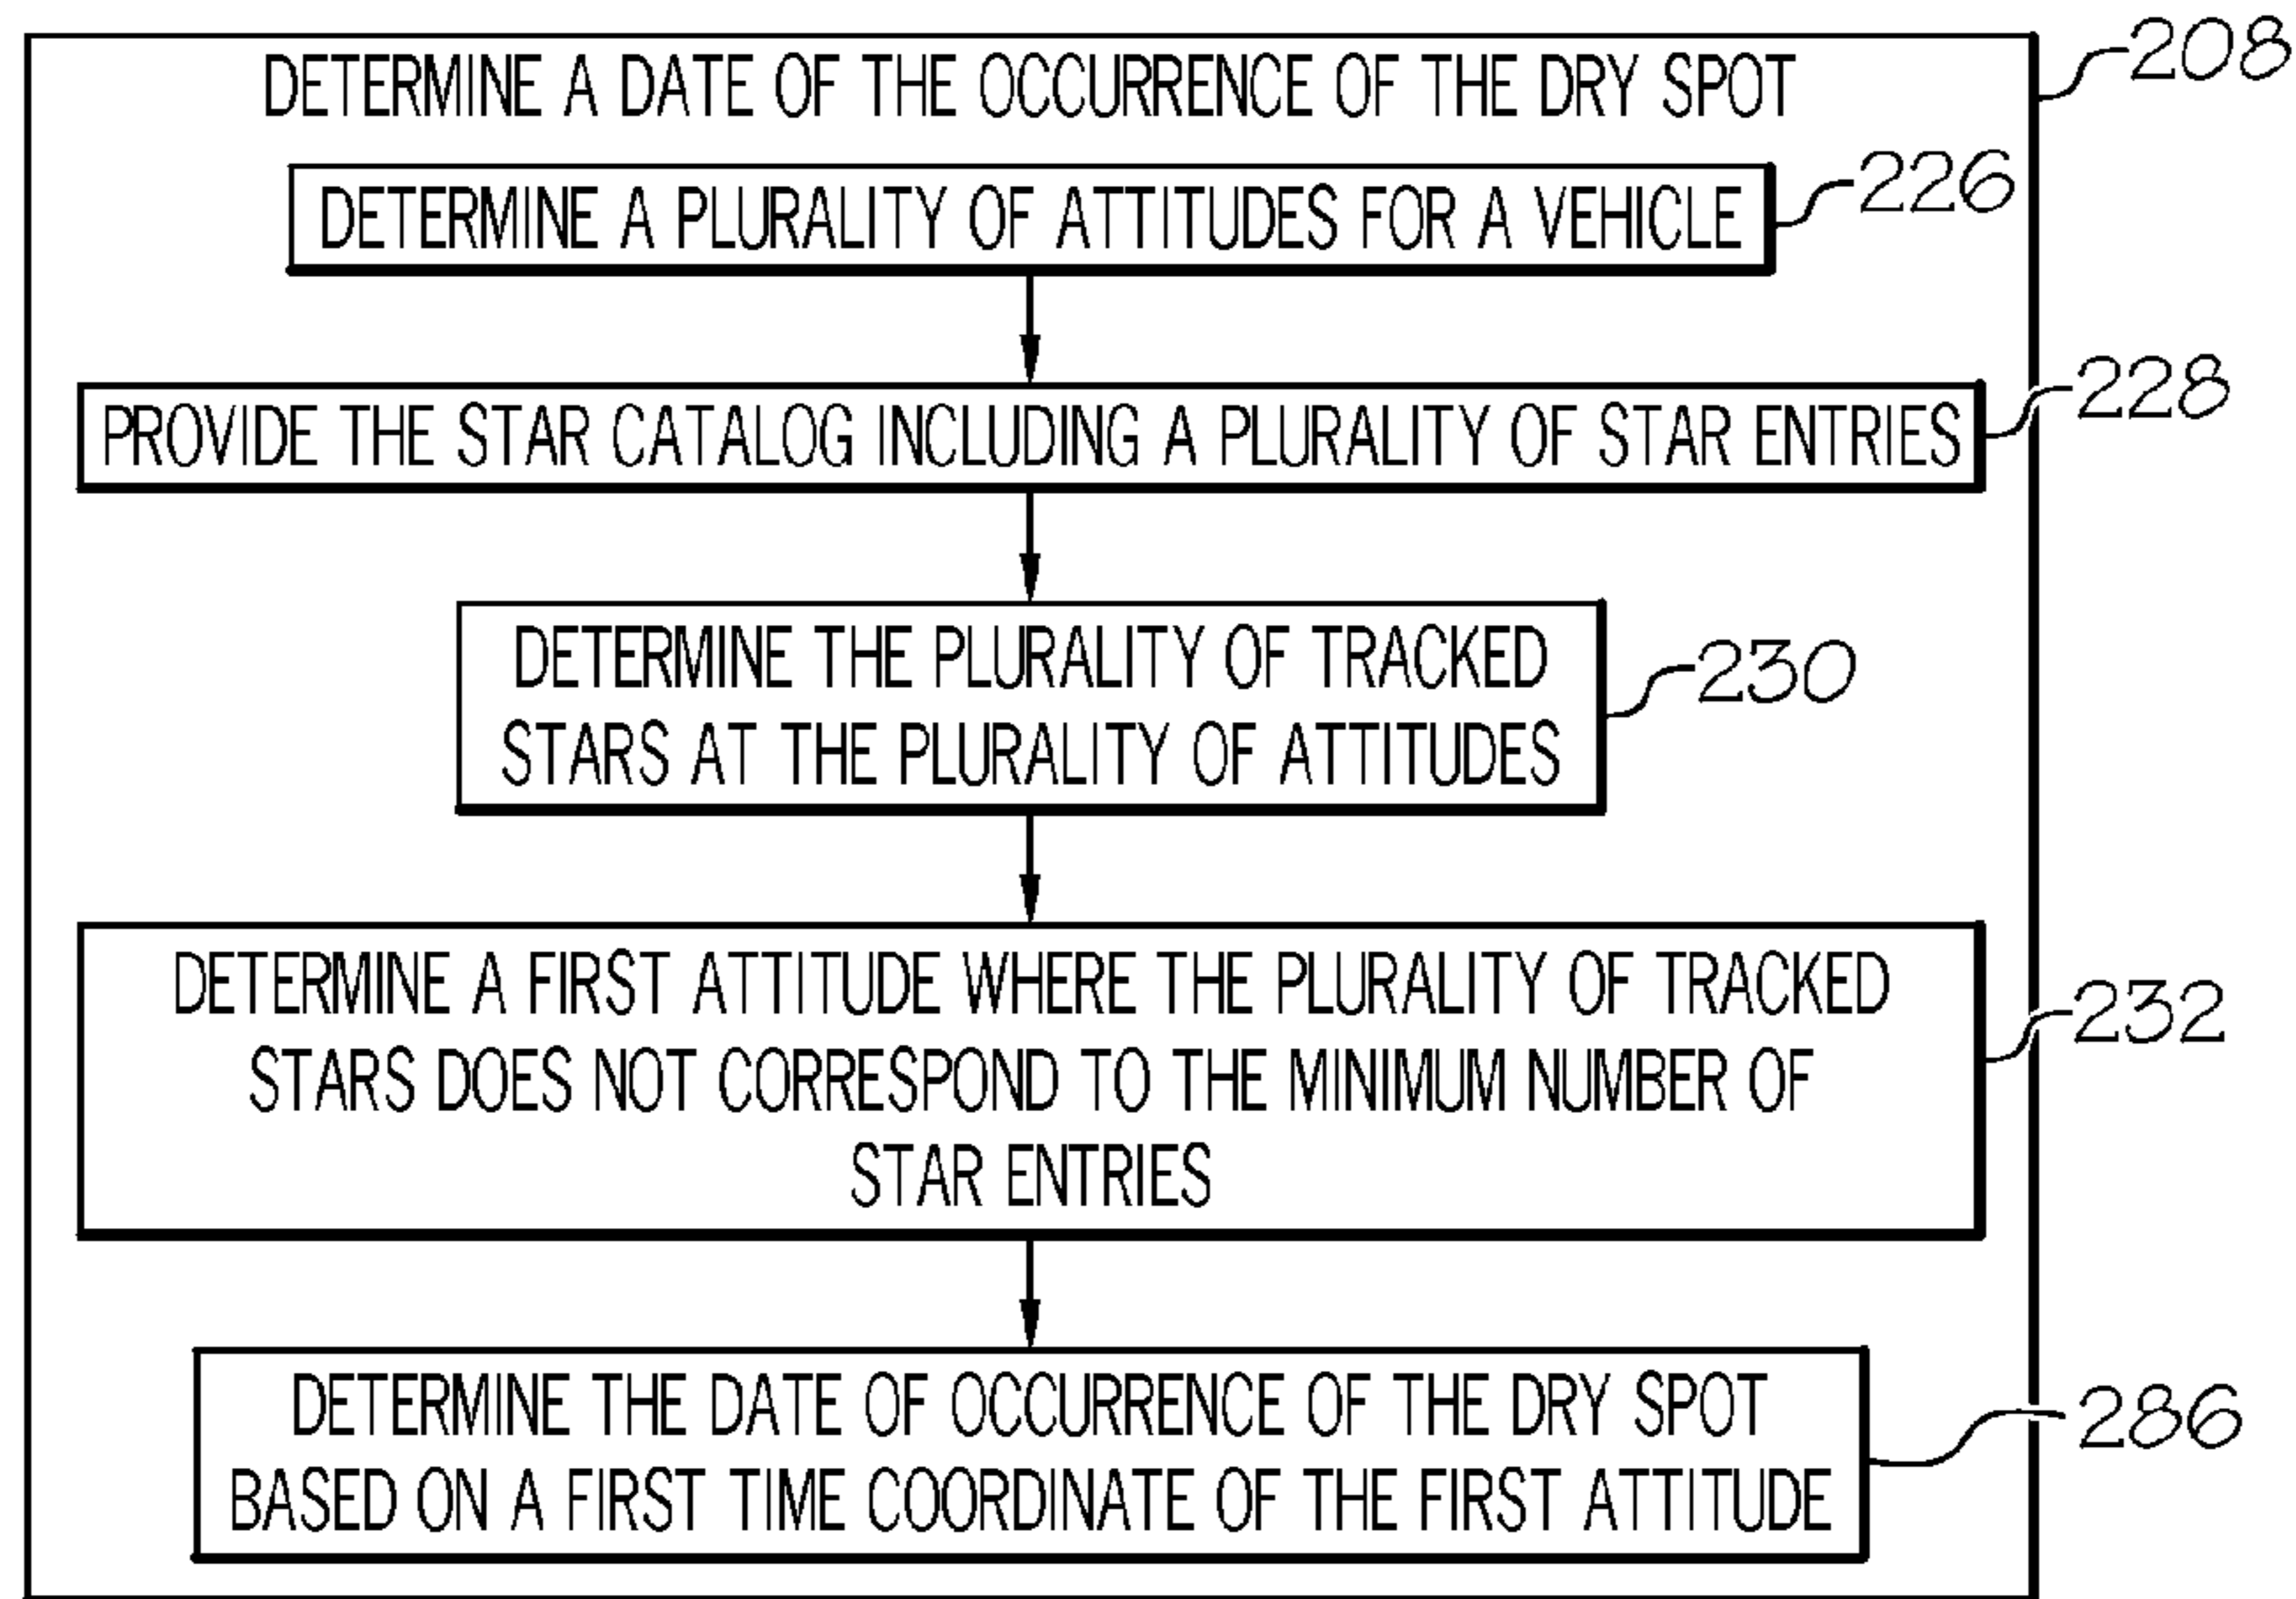 DETERMINE A DATE OF THE OCCURRENCE OF THE DRY SPOT
208
DETERMINE A PLURALITY OF ATTITUDES FOR A VEHICLE
226
PROVIDE THE STAR CATALOG INCLUDING A PLURALITY OF STAR ENTRIES
228
DETERMINE THE PLURALITY OF TRACKED
STARS AT THE PLURALITY OF ATTITUDES
230
DETERMINE A FIRST ATTITUDE WHERE THE PLURALITY OF TRACKED
STARS DOES NOT CORRESPOND TO THE MINIMUM NUMBER OF
STAR ENTRIES
232
DETERMINE THE DATE OF OCCURRENCE OF THE DRY SPOT
BASED ON A FIRST TIME COORDINATE OF THE FIRST ATTITUDE
286